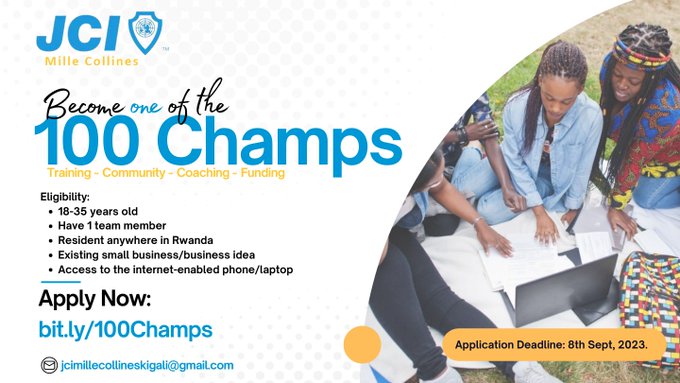 JCI
TM
Mille Collines
Become one of the
100 Champs
Training - Community - Coaching - Funding
Eligibility:
18-35 years old
Have 1 team member
Resident anywhere in Rwanda
Existing small business/business idea
Access to the internet-enabled phone/laptop
Apply Now:
bit.ly/100Champs
jcimillecollineskigali@gmail.com
Application Deadline: 8th Sept, 2023.